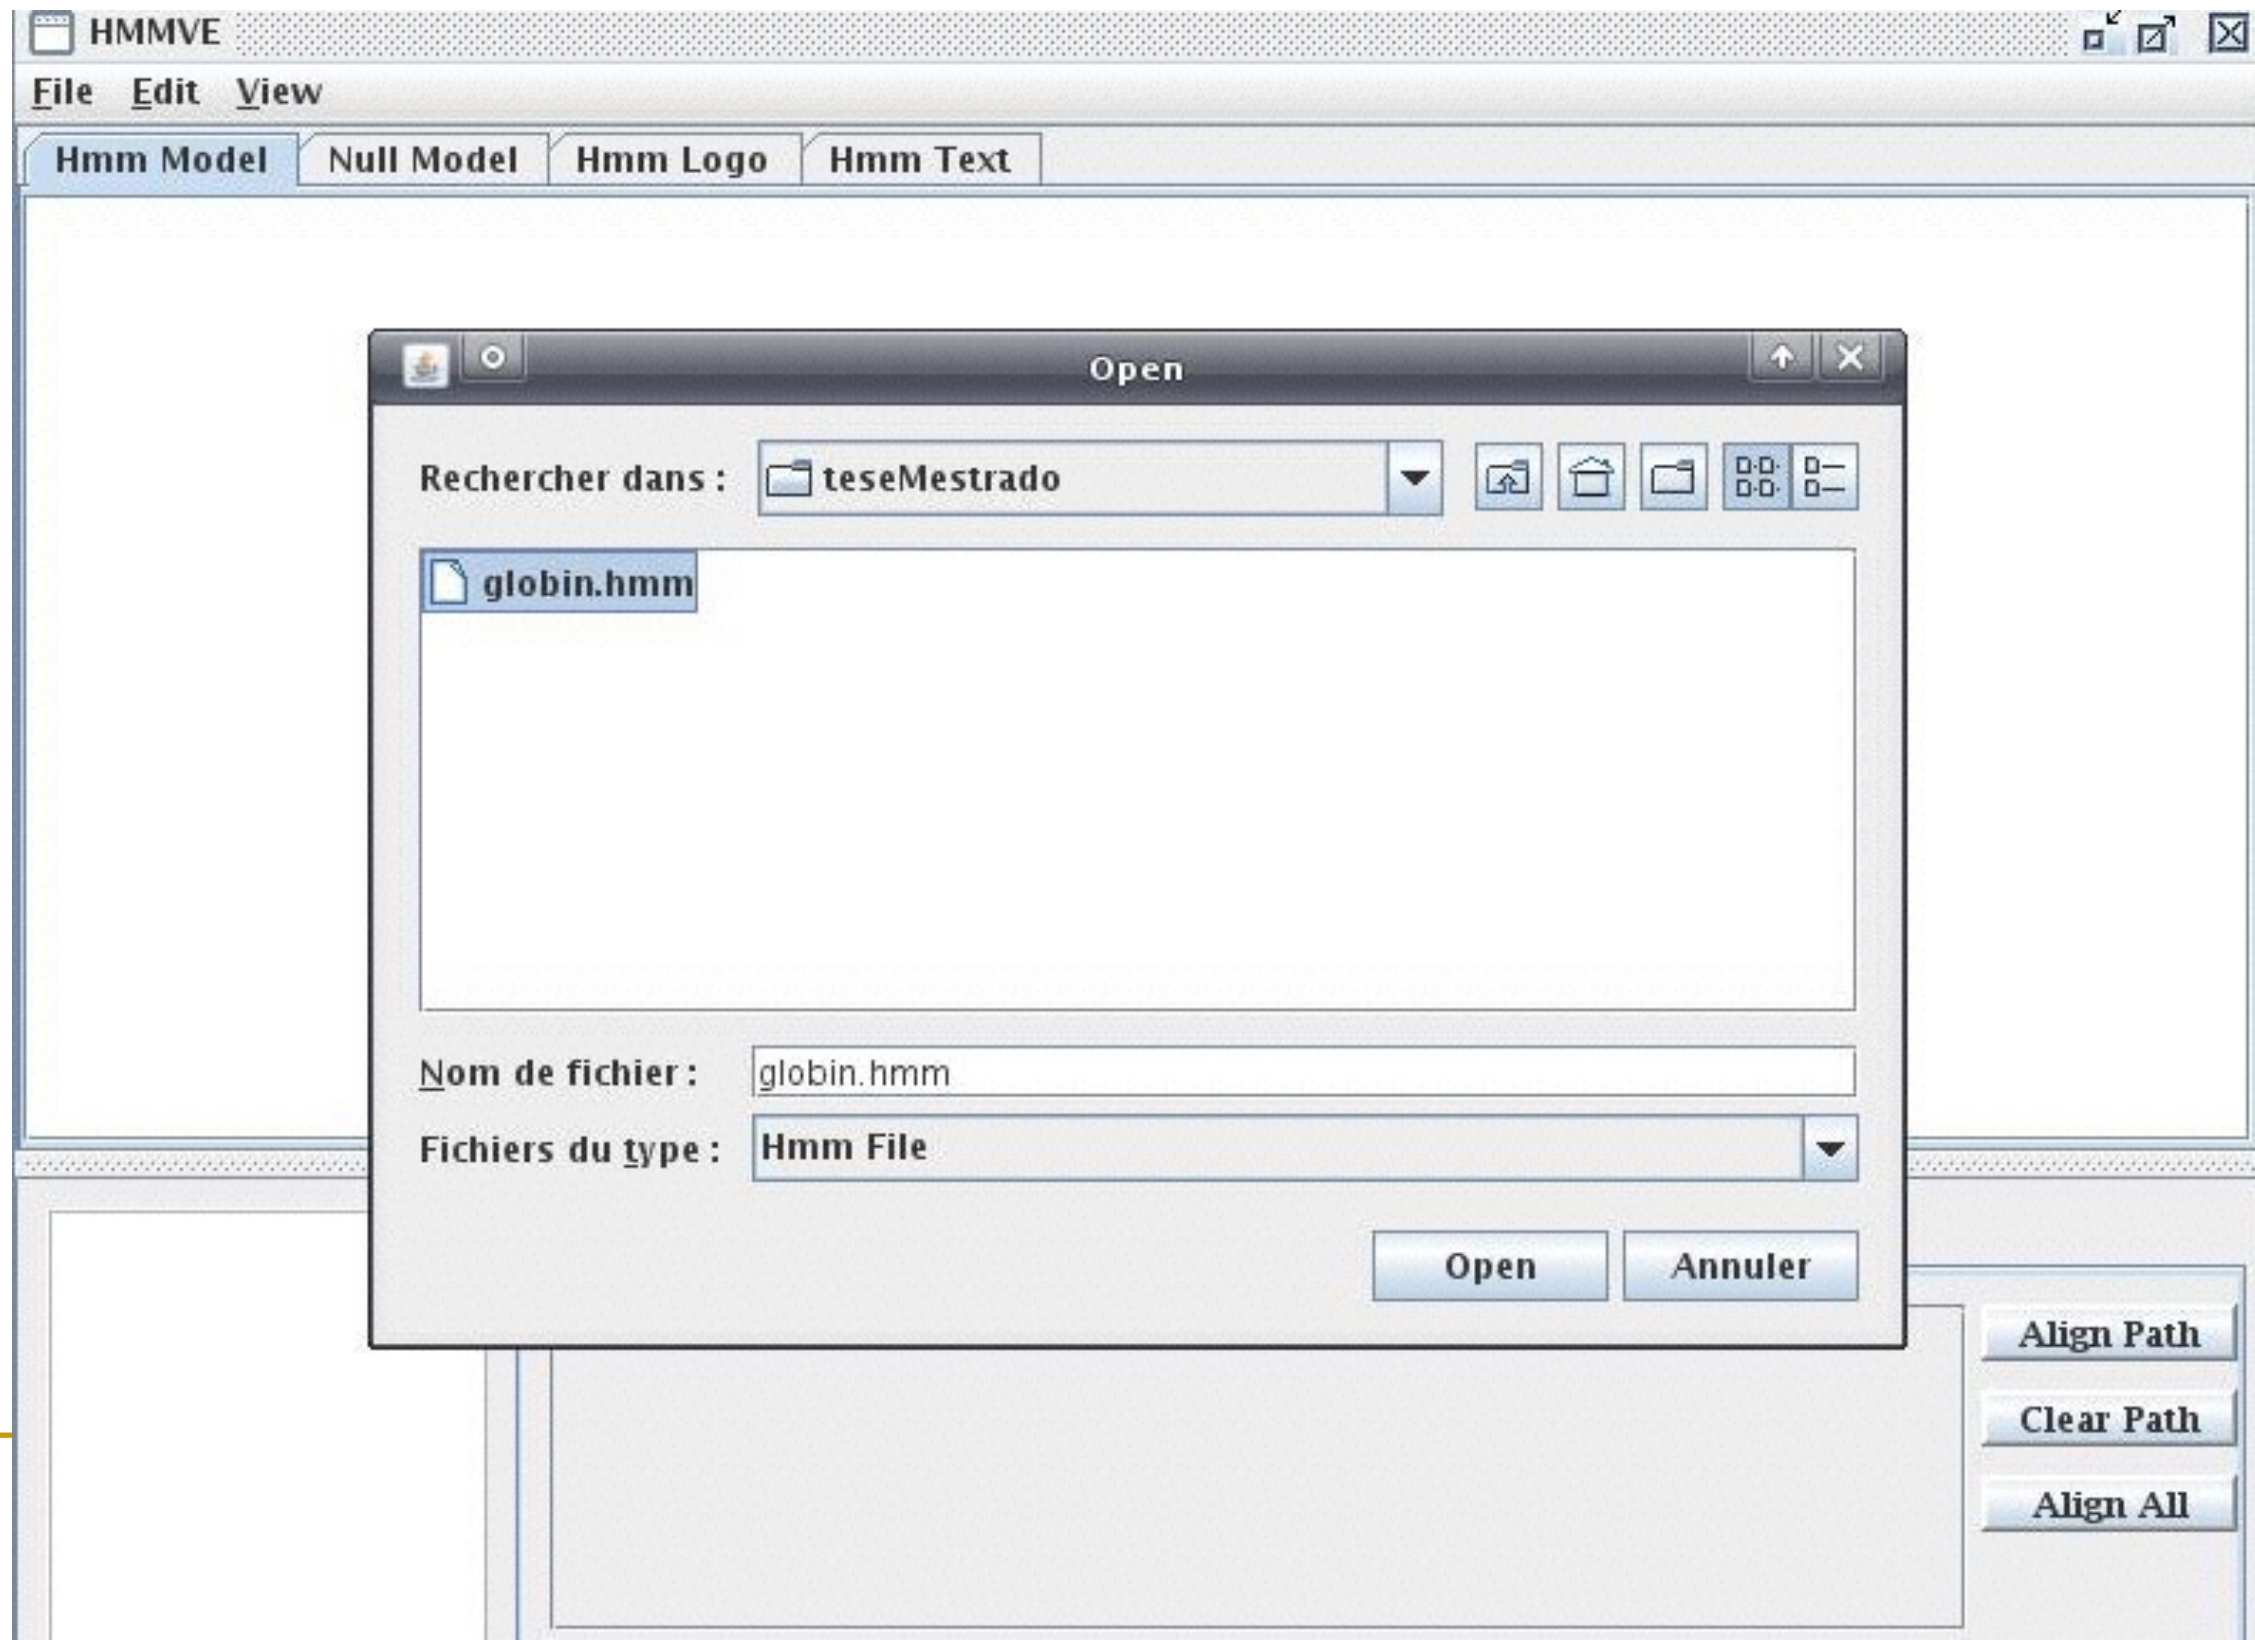 HMMVE
File Edit View
Hmm Model Null Model Hmm Logo Hmm Text
Open
Rechercher dans : teseMestrado
globin.hmm
Nom de fichier : globin.hmm
Fichiers du type : Hmm File
Open Annuler
Align Path
Clear Path
Align All